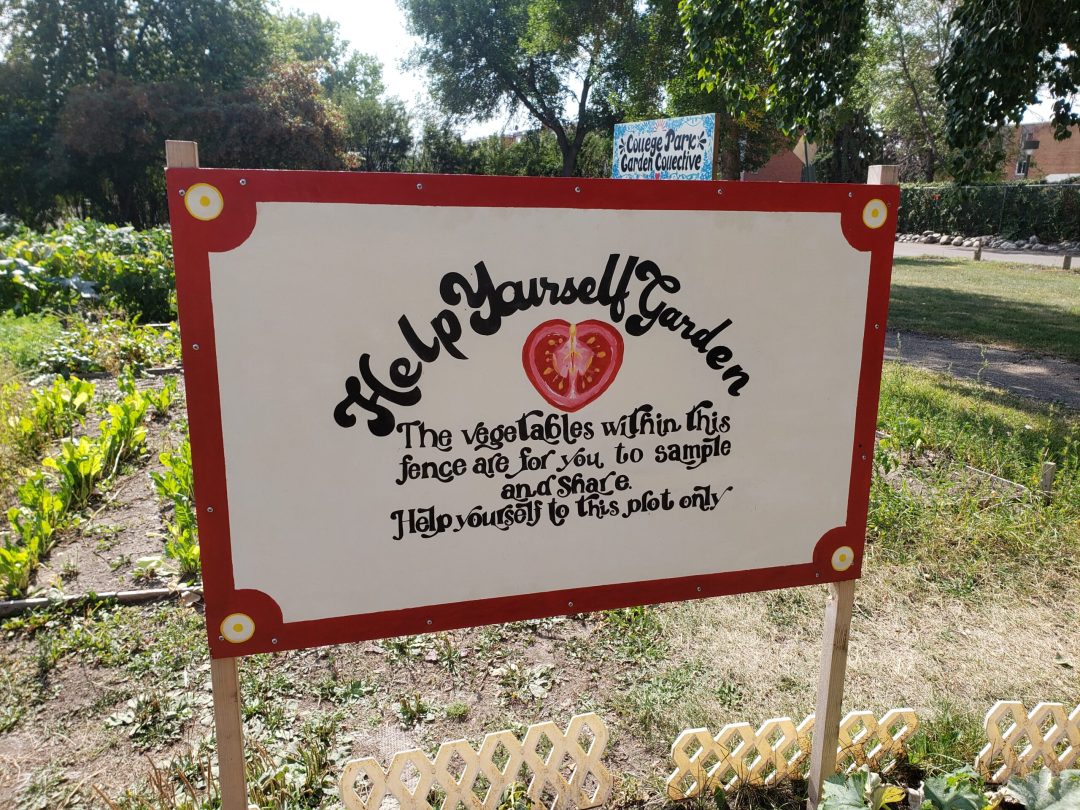 College Park
Garden Collective
Help Yourself Garden
The vegetables within this
fence are for you to sample
and share.
Help yourself to this plot only